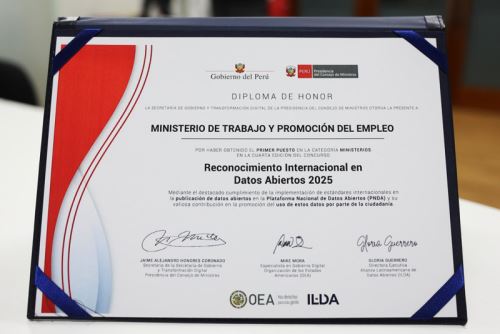 Gobierno del Perú
PERÚ Presidencia del Consejo de Ministros
DIPLOMA DE HONOR
LA SECRETARÍA DE GOBIERNO Y TRANSFORMACIÓN DIGITAL DE LA PRESIDENCIA DEL CONSEJO DE MINISTROS OTORGA LA PRESENTE A
MINISTERIO DE TRABAJO Y PROMOCIÓN DEL EMPLEO
POR HABER OBTENIDO EL PRIMER PUESTO EN LA CATEGORÍA MINISTERIOS
EN LA CUARTA EDICIÓN DEL CONCURSO
Reconocimiento Internacional en
Datos Abiertos 2025
Mediante el destacado cumplimiento de la implementación de estándares internacionales en
la publicación de datos abiertos en la Plataforma Nacional de Datos Abiertos (PNDA) y su
valiosa contribución en la promoción del uso de estos datos por parte de la ciudadanía
JAIME ALEJANDRO HONORES CORONADO
Secretario de la Secretaría de Gobierno
y Transformación Digital
Presidencia del Consejo de Ministros
MIKE MORA
Especialista en Gobierno Digital
Organización de los Estados
Americanos (OEA)
Gloria Guerrero
GLORIA GUERRERO
Directora Ejecutiva
Alianza Latinoamericana de
Datos Abiertos (ILDA)
OEA Más derechos para más gente
ILDA